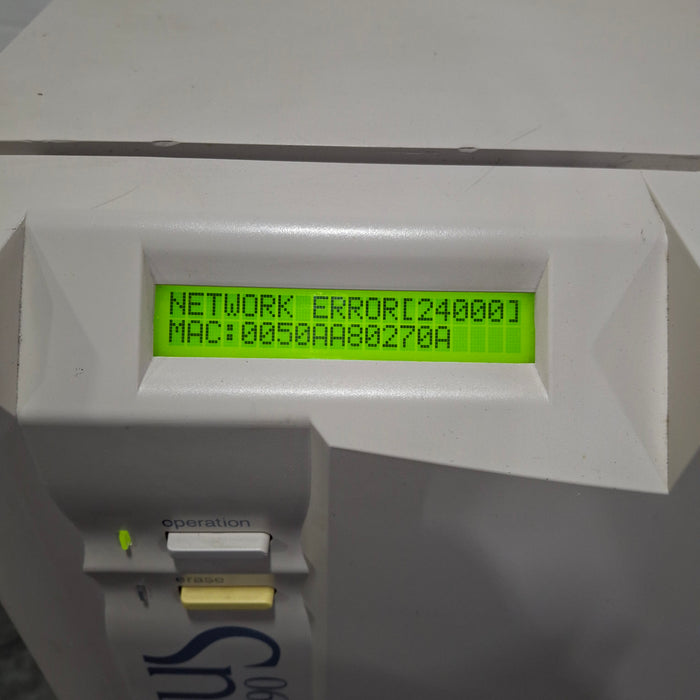 NETWORK ERROR[24000]
MAC:0050AA80270A
operation
erase